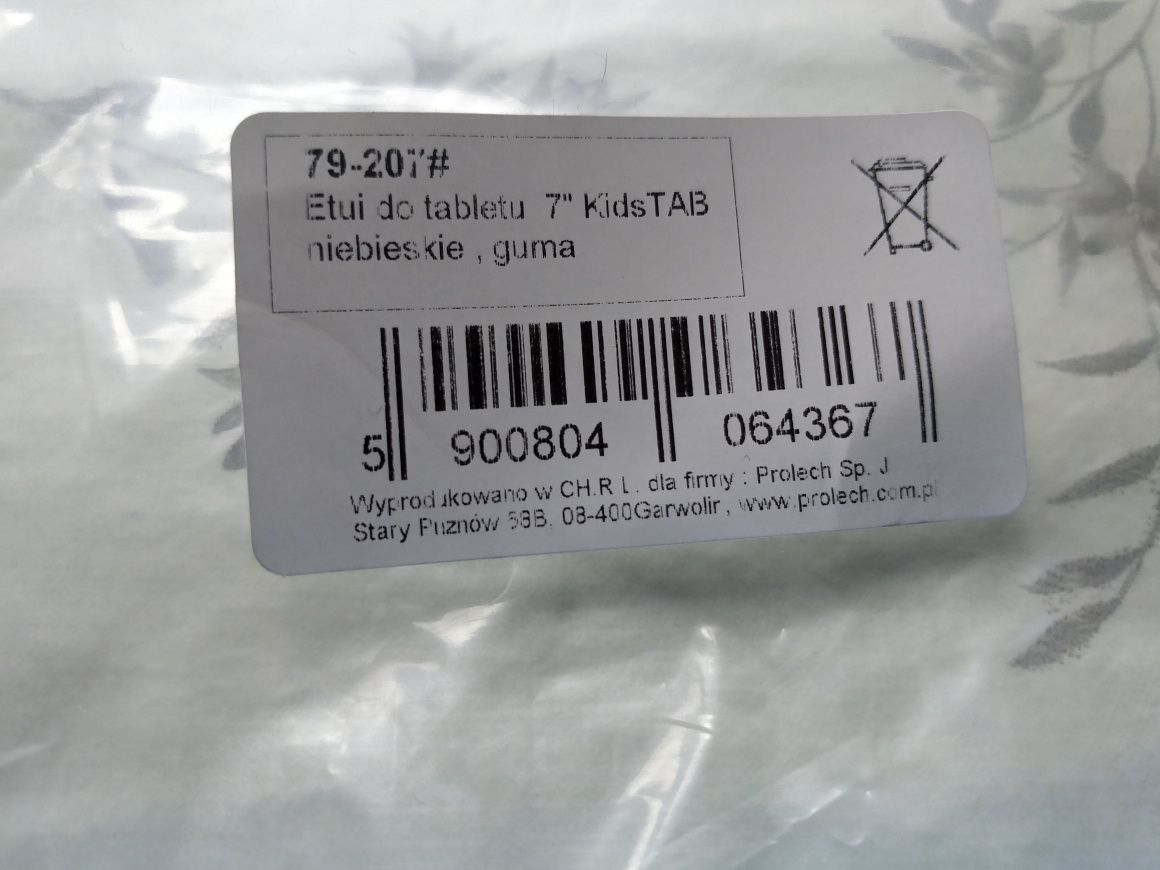 79-207#
Etui do tabletu 7" KidsTAB
niebieskie , guma
5 900804 064367
Wyprodukowano w CH.R.L. dla firmy : Prolech Sp. J
Stary Puznów 58B, 08-400Garwolin, www.prolech.com.pl